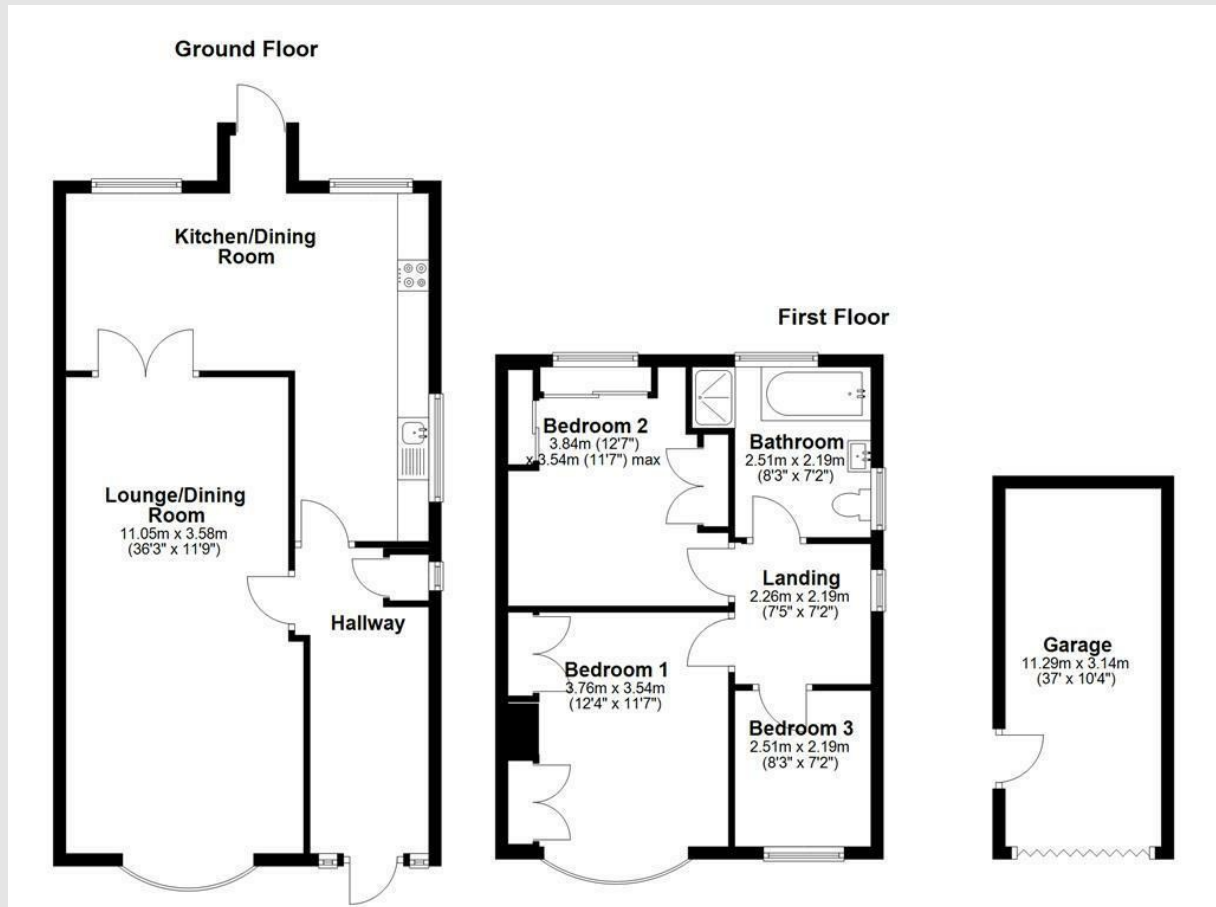 Ground Floor
Kitchen/Dining
Room
Lounge/Dining
Room
11.05m x 3.58m
(36'3" x 11'9")
Hallway
First Floor
Bedroom 2
3.84m (12'7")
x 3.54m (11'7") max
Bathroom
2.51m x 2.19m
(8'3" x 7'2")
Landing
2.26m x 2.19m
(7'5" x 7'2")
Bedroom 1
3.76m x 3.54m
(12'4" x 11'7")
Bedroom 3
2.51m x 2.19m
(8'3" x 7'2")
Garage
11.29m x 3.14m
(37' x 10'4")